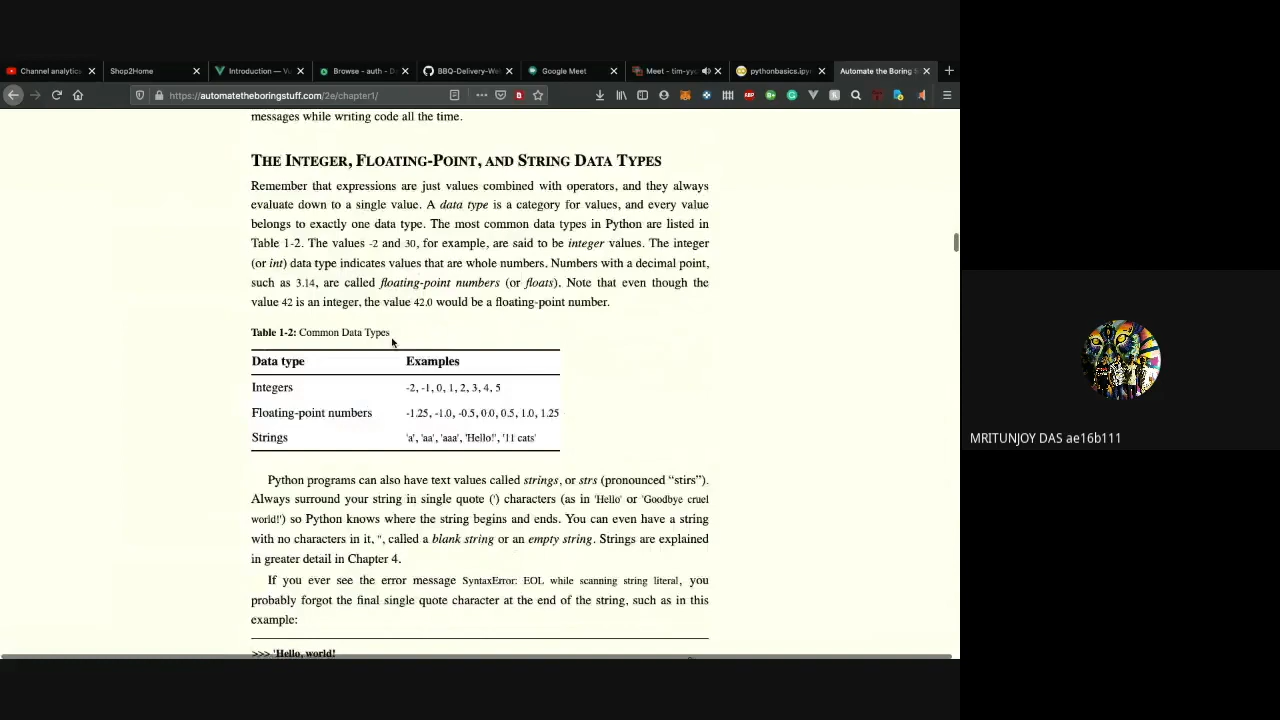 Channel analytics
Shop2Home
Introduction — Vu
Browse - auth - D
BBQ-Delivery-We
Google Meet
Meet - tim-yyc
pythonbasics.ipy
Automate the Boring S
https://automatetheboringstuff.com/2e/chapter1/
messages while writing code all the time.
THE INTEGER, FLOATING-POINT, AND STRING DATA TYPES
Remember that expressions are just values combined with operators, and they always
evaluate down to a single value. A data type is a category for values, and every value
belongs to exactly one data type. The most common data types in Python are listed in
Table 1-2. The values -2 and 30, for example, are said to be integer values. The integer
(or int) data type indicates values that are whole numbers. Numbers with a decimal point,
such as 3.14, are called floating-point numbers (or floats). Note that even though the
value 42 is an integer, the value 42.0 would be a floating-point number.
Table 1-2: Common Data Types
Data type Examples
Integers -2, -1, 0, 1, 2, 3, 4, 5
Floating-point numbers -1.25, -1.0, -0.5, 0.0, 0.5, 1.0, 1.25
Strings 'a', 'aa', 'aaa', 'Hello!', '11 cats'
Python programs can also have text values called strings, or strs (pronounced “stirs”).
Always surround your string in single quote (') characters (as in 'Hello' or 'Goodbye cruel
world!') so Python knows where the string begins and ends. You can even have a string
with no characters in it, '', called a blank string or an empty string. Strings are explained
in greater detail in Chapter 4.
If you ever see the error message SyntaxError: EOL while scanning string literal, you
probably forgot the final single quote character at the end of the string, such as in this
example:
>>> 'Hello, world!
MRITUNJOY DAS ae16b111